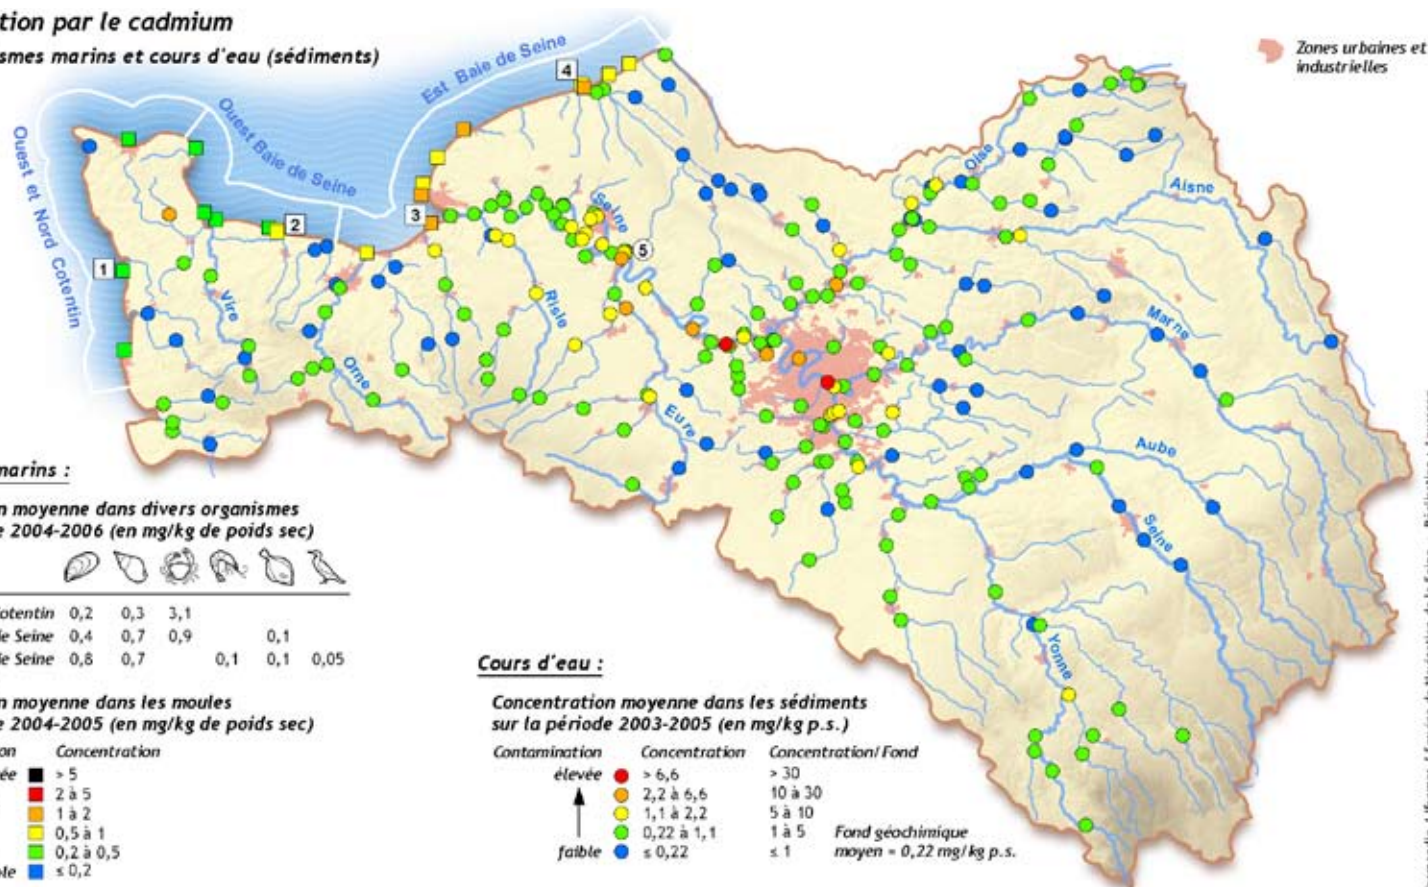 tion par le cadmium
smes marins et cours d'eau (sédiments)
Zones urbaines et
industrielles
Ouest et Nord Cotentin
Ouest Baie de Seine
Est Baie de Seine
4
3
2
1
5
Oise
Aisne
Seine
Vire
Orne
Risle
Eure
Marne
Aube
Seine
Yonne
marins :
n moyenne dans divers organismes
e 2004-2006 (en mg/kg de poids sec)
otentin 0,2 0,3 3,1
e Seine 0,4 0,7 0,9 0,1
e Seine 0,8 0,7 0,1 0,1 0,05
n moyenne dans les moules
e 2004-2005 (en mg/kg de poids sec)
on Concentration
ée > 5
2 à 5
1 à 2
0,5 à 1
0,2 à 0,5
ble ≤ 0,2
Cours d'eau :
Concentration moyenne dans les sédiments
sur la période 2003-2005 (en mg/kg p.s.)
Contamination Concentration Concentration/Fond
élevée > 6,6 > 30
2,2 à 6,6 10 à 30
1,1 à 2,2 5 à 10
0,22 à 1,1 1 à 5 Fond géochimique
faible ≤ 0,22 ≤ 1 moyen = 0,22 mg/kg p.s.